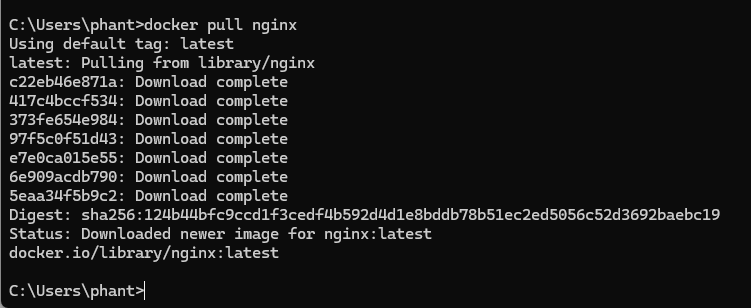 C:\Users\phant>docker pull nginx
Using default tag: latest
latest: Pulling from library/nginx
c22eb46e871a: Download complete
417c4bccf534: Download complete
373fe654e984: Download complete
97f5c0f51d43: Download complete
e7e0ca015e55: Download complete
6e909acdb790: Download complete
5eaa34f5b9c2: Download complete
Digest: sha256:124b44bfc9ccd1f3cedf4b592d4d1e8bddb78b51ec2ed5056c52d3692baebc19
Status: Downloaded newer image for nginx:latest
docker.io/library/nginx:latest
C:\Users\phant>